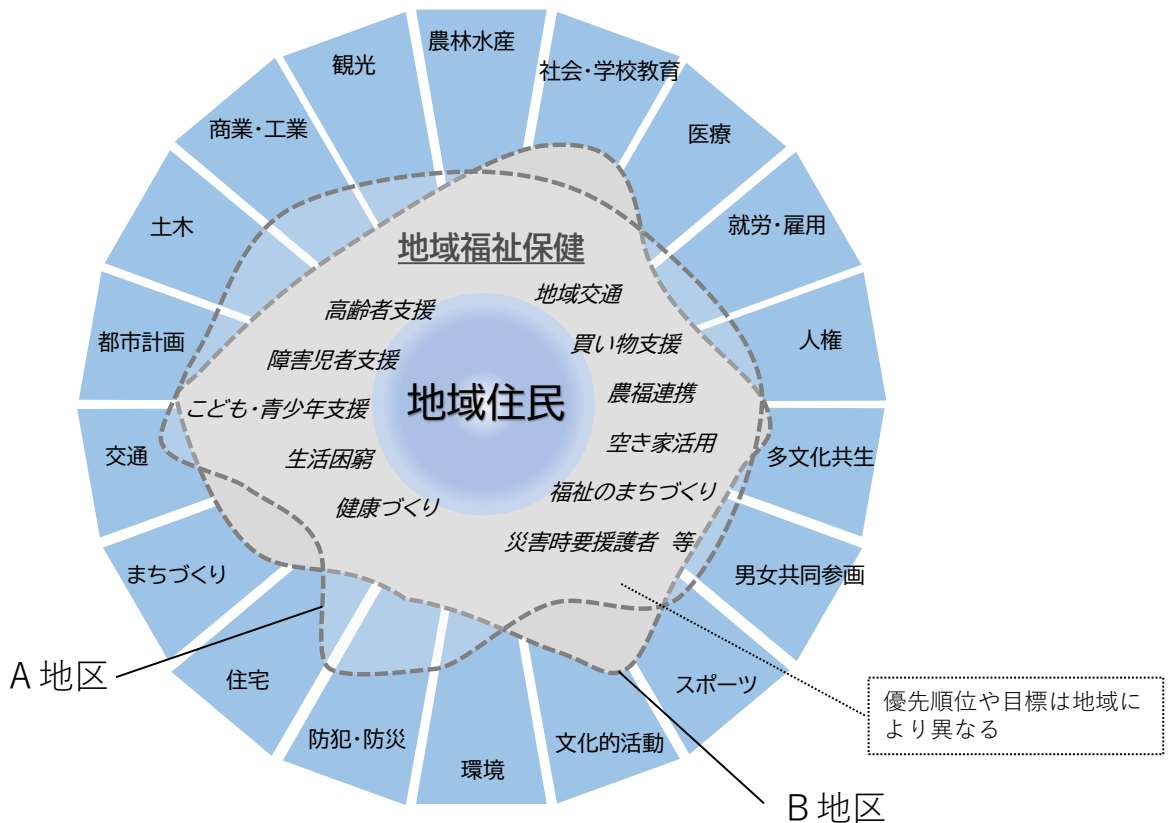 農林水産
観光
社会・学校教育
商業・工業
医療
土木
就労・雇用
都市計画
人権
交通
多文化共生
まちづくり
男女共同参画
住宅
スポーツ
防犯・防災
文化的活動
環境
地域福祉保健
高齢者支援
障害児者支援
こども・青少年支援
生活困窮
健康づくり
地域住民
地域交通
買い物支援
農福連携
空き家活用
福祉のまちづくり
災害時要援護者 等
A地区
B地区
優先順位や目標は地域に
より異なる